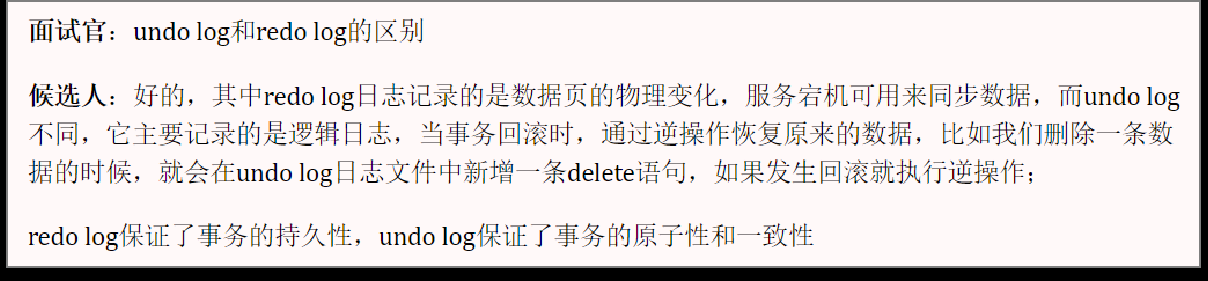 面试官：undo log和redo log的区别
候选人：好的，其中redo log日志记录的是数据页的物理变化，服务宕机可用来同步数据，而undo log
不同，它主要记录的是逻辑日志，当事务回滚时，通过逆操作恢复原来的数据，比如我们删除一条数
据的时候，就会在undo log日志文件中新增一条delete语句，如果发生回滚就执行逆操作；
redo log保证了事务的持久性，undo log保证了事务的原子性和一致性